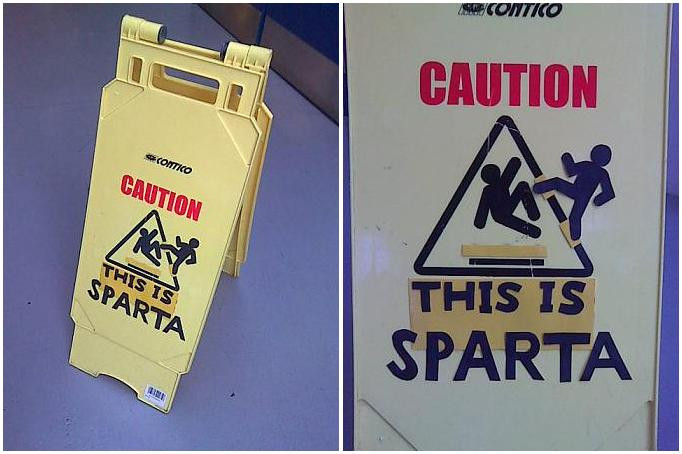 CONTICO
CAUTION
THIS IS
SPARTA
CONTICO
CAUTION
THIS IS
SPARTA